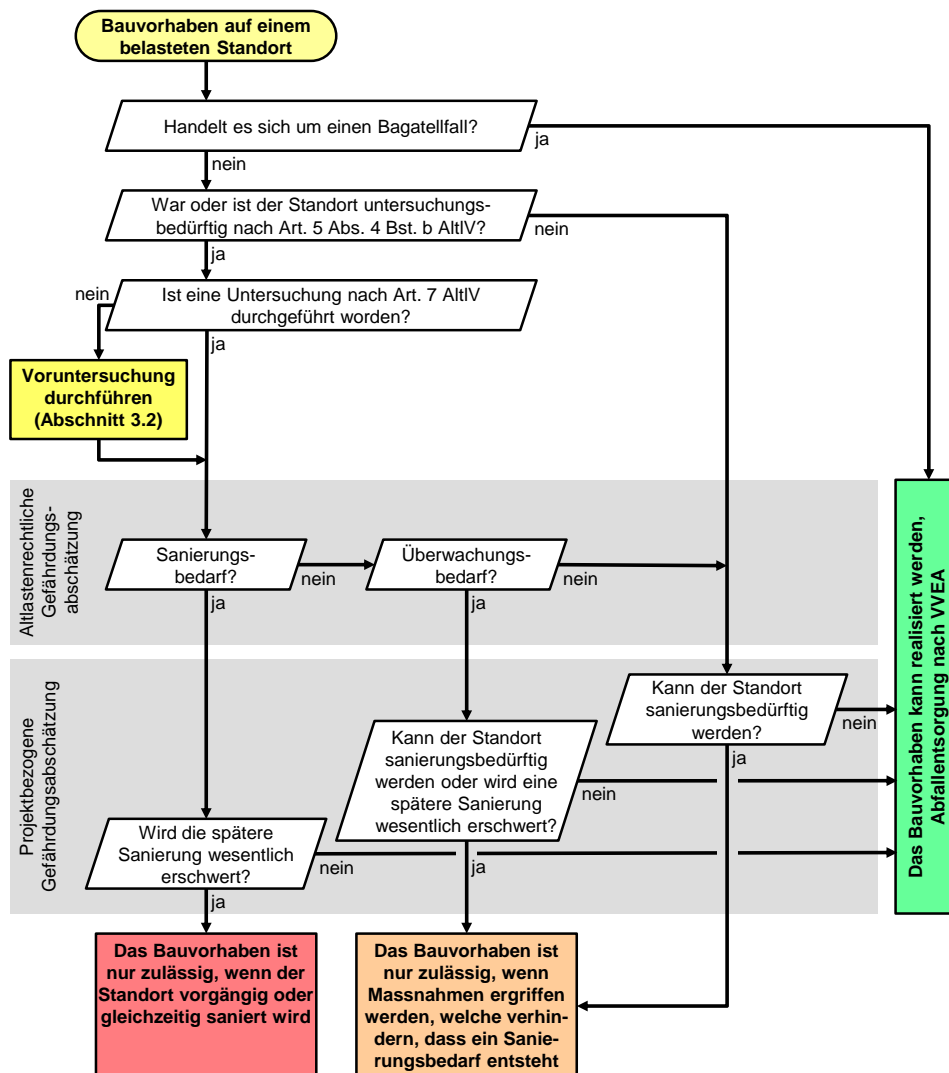 Bauvorhaben auf einem
belasteten Standort
Handelt es sich um einen Bagatellfall?
ja
nein
War oder ist der Standort untersuchungs-
bedürftig nach Art. 5 Abs. 4 Bst. b AltlV?
nein
ja
nein
Ist eine Untersuchung nach Art. 7 AltlV
durchgeführt worden?
ja
Voruntersuchung
durchführen
(Abschnitt 3.2)
Altlastenrechtliche
Gefährdungs-
abschätzung
Sanierungs-
bedarf?
nein
ja
Überwachungs-
bedarf?
nein
ja
Projektbezogene
Gefährdungsabschätzung
Kann der Standort
sanierungsbedürftig
werden?
nein
ja
Kann der Standort
sanierungsbedürftig
werden oder wird eine
spätere Sanierung
wesentlich erschwert?
nein
ja
Wird die spätere
Sanierung wesentlich
erschwert?
nein
ja
Das Bauvorhaben kann realisiert werden,
Abfallentsorgung nach VVEA
Das Bauvorhaben ist
nur zulässig, wenn der
Standort vorgängig oder
gleichzeitig saniert wird
Das Bauvorhaben ist
nur zulässig, wenn
Massnahmen ergriffen
werden, welche verhin-
dern, dass ein Sanie-
rungsbedarf entsteht